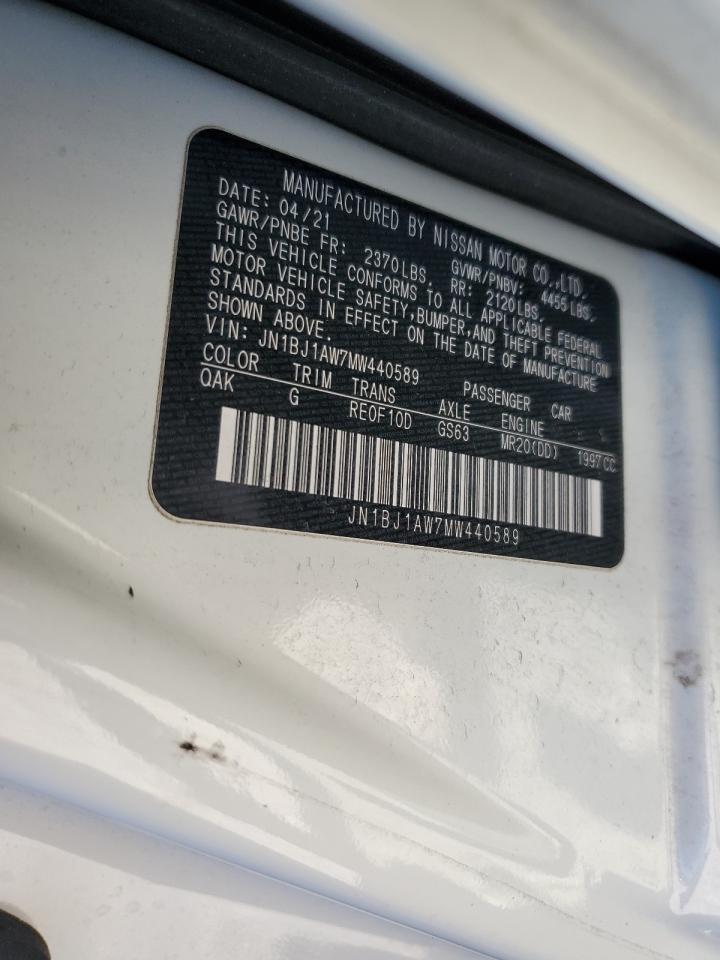 MANUFACTURED BY NISSAN MOTOR CO.,LTD.
DATE: 04/21 GVWR/PNBV: 4455 LBS,
GAWR/PNBE FR: 2370LBS, RR: 2120LBS,
THIS VEHICLE CONFORMS TO ALL APPLICABLE FEDERAL
MOTOR VEHICLE SAFETY,BUMPER,AND THEFT PREVENTION
STANDARDS IN EFFECT ON THE DATE OF MANUFACTURE
SHOWN ABOVE.
VIN: JN1BJ1AW7MW440589 PASSENGER CAR
COLOR TRIM TRANS AXLE ENGINE
QAK G RE0F10D GS63 MR20(DD) 1997CC
JN1BJ1AW7MW440589